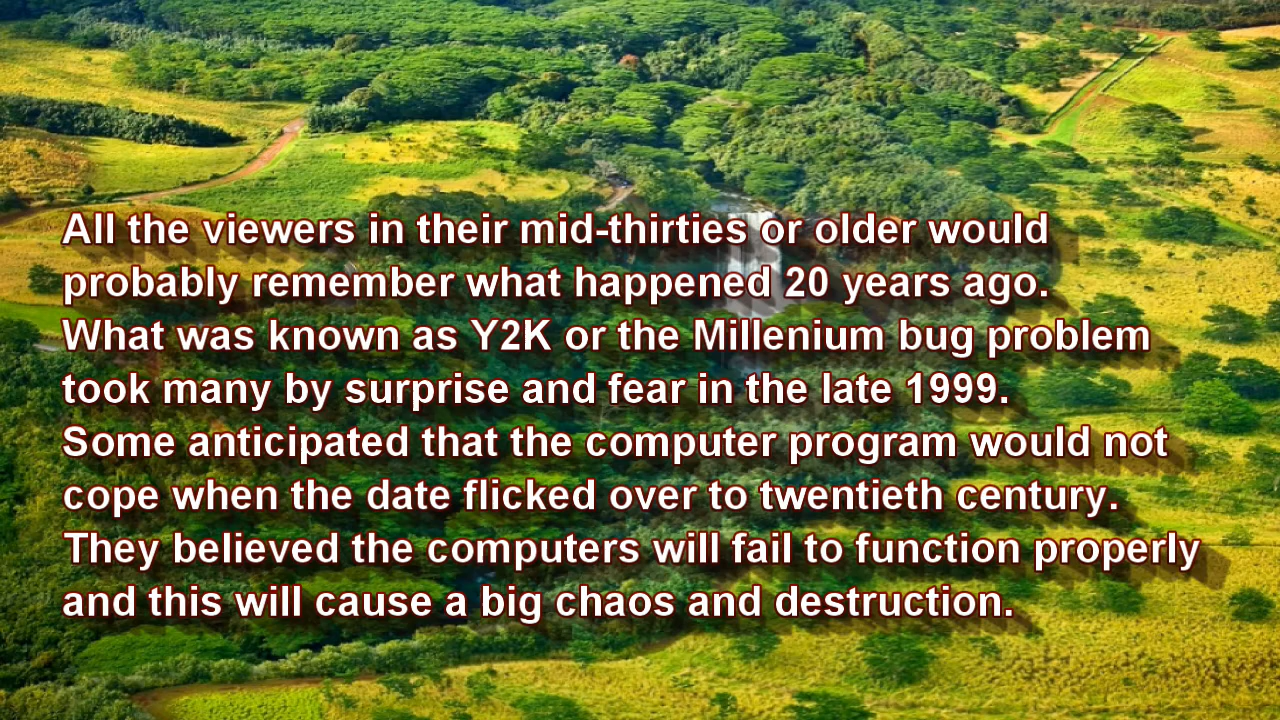 All the viewers in their mid-thirties or older would
probably remember what happened 20 years ago.
What was known as Y2K or the Millenium bug problem
took many by surprise and fear in the late 1999.
Some anticipated that the computer program would not
cope when the date flicked over to twentieth century.
They believed the computers will fail to function properly
and this will cause a big chaos and destruction.